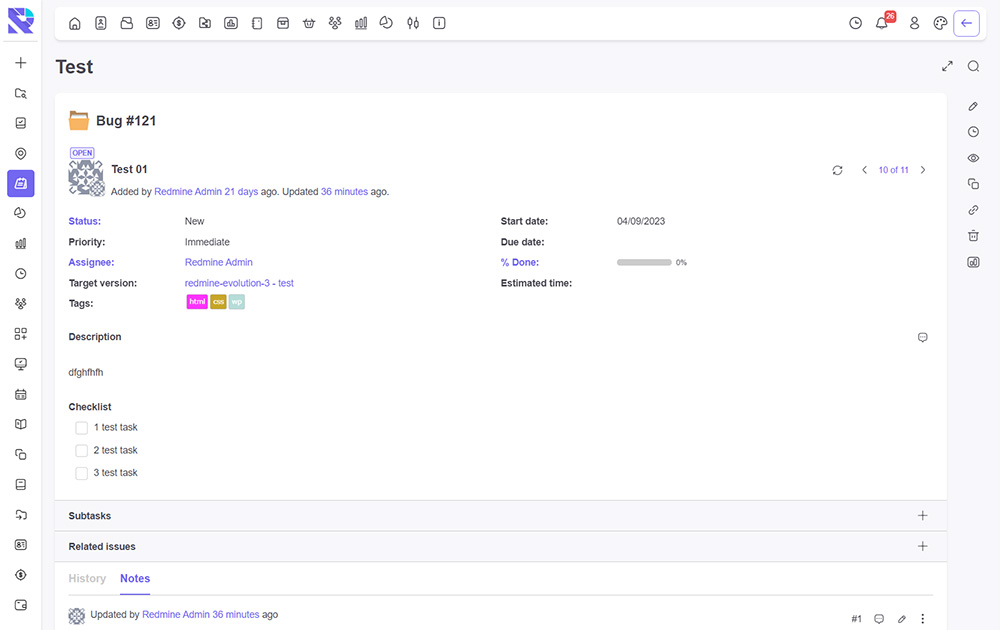 26
Test
Bug #121
OPEN
Test 01
10 of 11
Added by Redmine Admin 21 days ago. Updated 36 minutes ago.
Status: New Start date: 04/09/2023
Priority: Immediate Due date:
Assignee: Redmine Admin % Done: 0%
Target version: redmine-evolution-3 - test Estimated time:
Tags: html css wp
Description
dfghfhfh
Checklist
1 test task
2 test task
3 test task
Subtasks
Related issues
History Notes
Updated by Redmine Admin 36 minutes ago #1